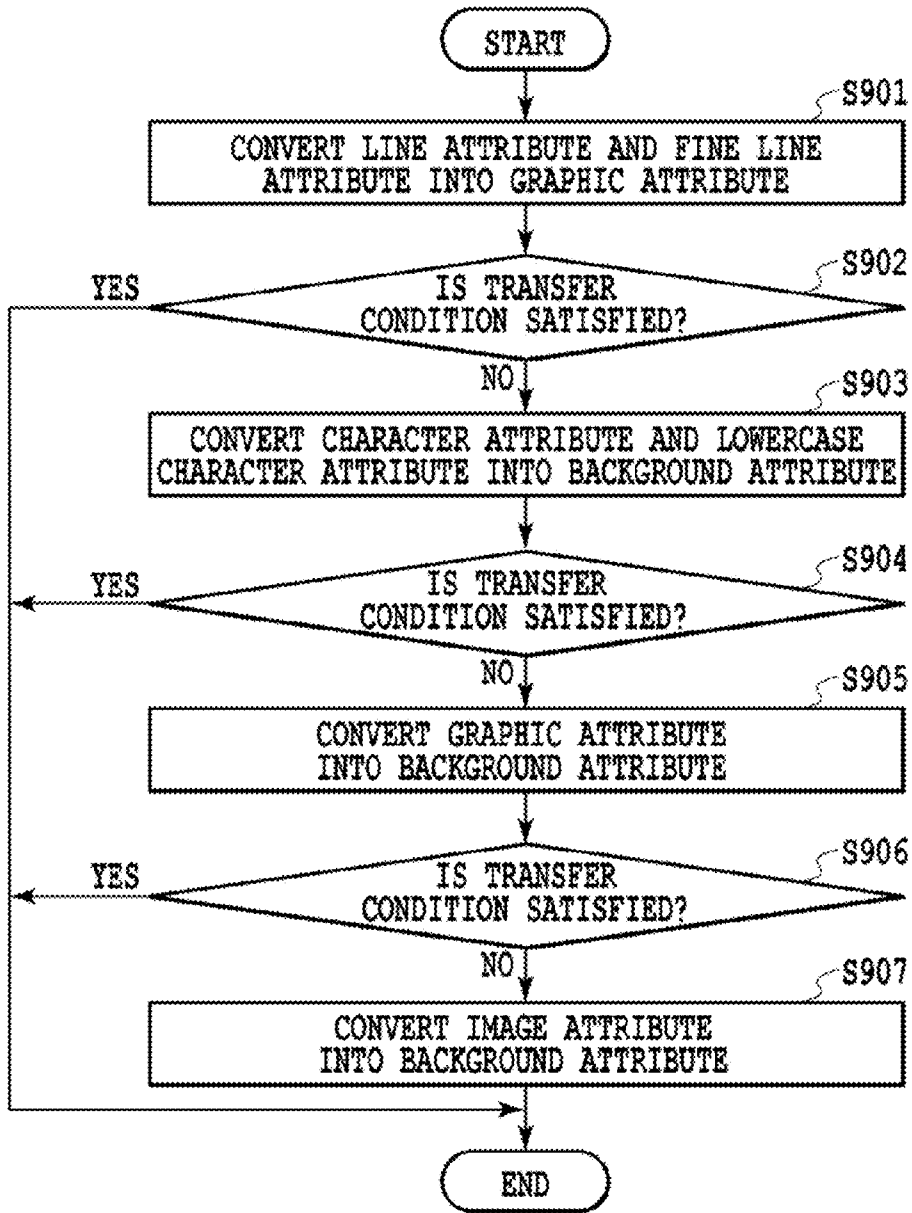 START
S901
CONVERT LINE ATTRIBUTE AND FINE LINE
ATTRIBUTE INTO GRAPHIC ATTRIBUTE
S902
YES
IS TRANSFER
CONDITION SATISFIED?
NO
S903
CONVERT CHARACTER ATTRIBUTE AND LOWERCASE
CHARACTER ATTRIBUTE INTO BACKGROUND ATTRIBUTE
S904
YES
IS TRANSFER
CONDITION SATISFIED?
NO
S905
CONVERT GRAPHIC ATTRIBUTE
INTO BACKGROUND ATTRIBUTE
S906
YES
IS TRANSFER
CONDITION SATISFIED?
NO
S907
CONVERT IMAGE ATTRIBUTE
INTO BACKGROUND ATTRIBUTE
END